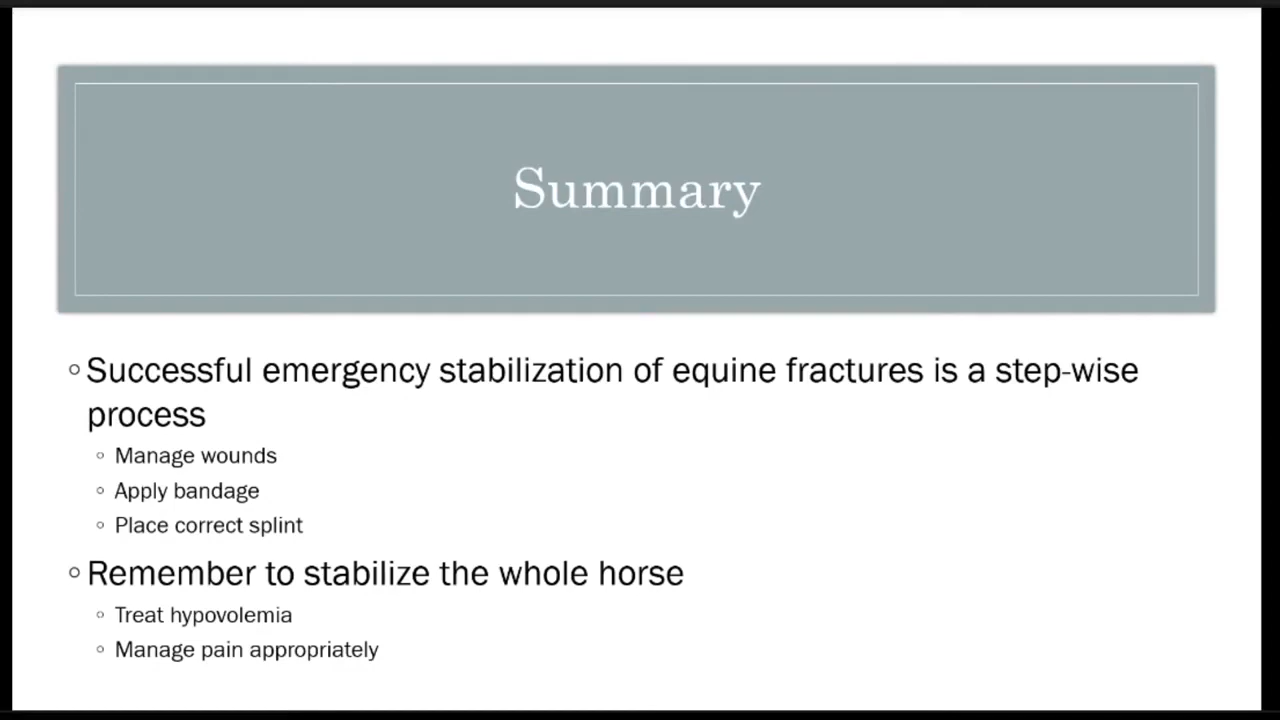 Summary
◦ Successful emergency stabilization of equine fractures is a step-wise
process
◦ Manage wounds
◦ Apply bandage
◦ Place correct splint
◦ Remember to stabilize the whole horse
◦ Treat hypovolemia
◦ Manage pain appropriately